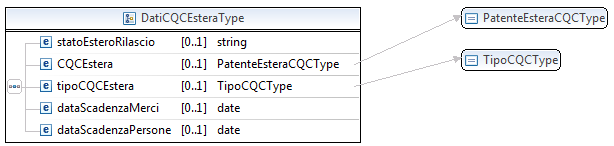 DatiCQCEsteraType
PatenteEsteraCQCType
e statoEsteroRilascio [0..1] string
e CQCEstera [0..1] PatenteEsteraCQCType
TipoCQCType
e tipoCQCEstera [0..1] TipoCQCType
e dataScadenzaMerci [0..1] date
e dataScadenzaPersone [0..1] date